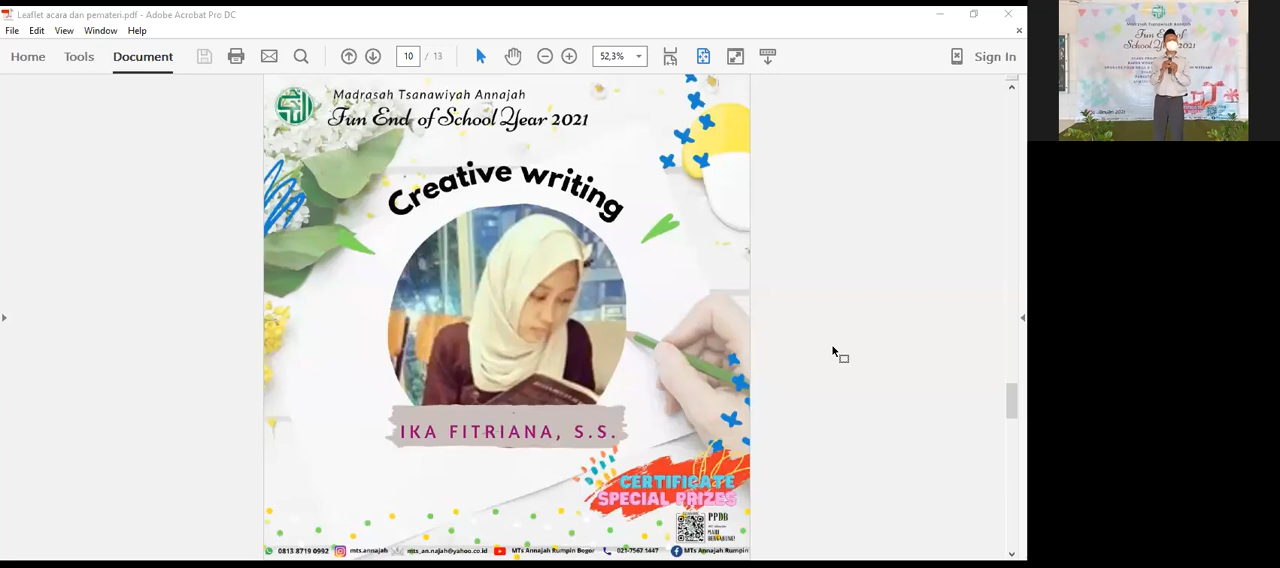 Leaflet acara dan pemateri.pdf - Adobe Acrobat Pro DC
File Edit View Window Help
Home Tools Document
10 / 13
52,3%
Sign In
Madrasah Tsanawiyah Annajah
Fun End of School Year 2021
Creative writing
IKA FITRIANA, S.S.
CERTIFICATE
SPECIAL PRIZES
PPDB
0813 8719 0992 mts.annajah mts_an.najah@yahoo.co.id MTs Annajah Rumpin Bogor 021-7567 1447 MTs Annajah Rumpin
Madrasah Tsanawiyah Annajah
Fun End of
School Year 2021